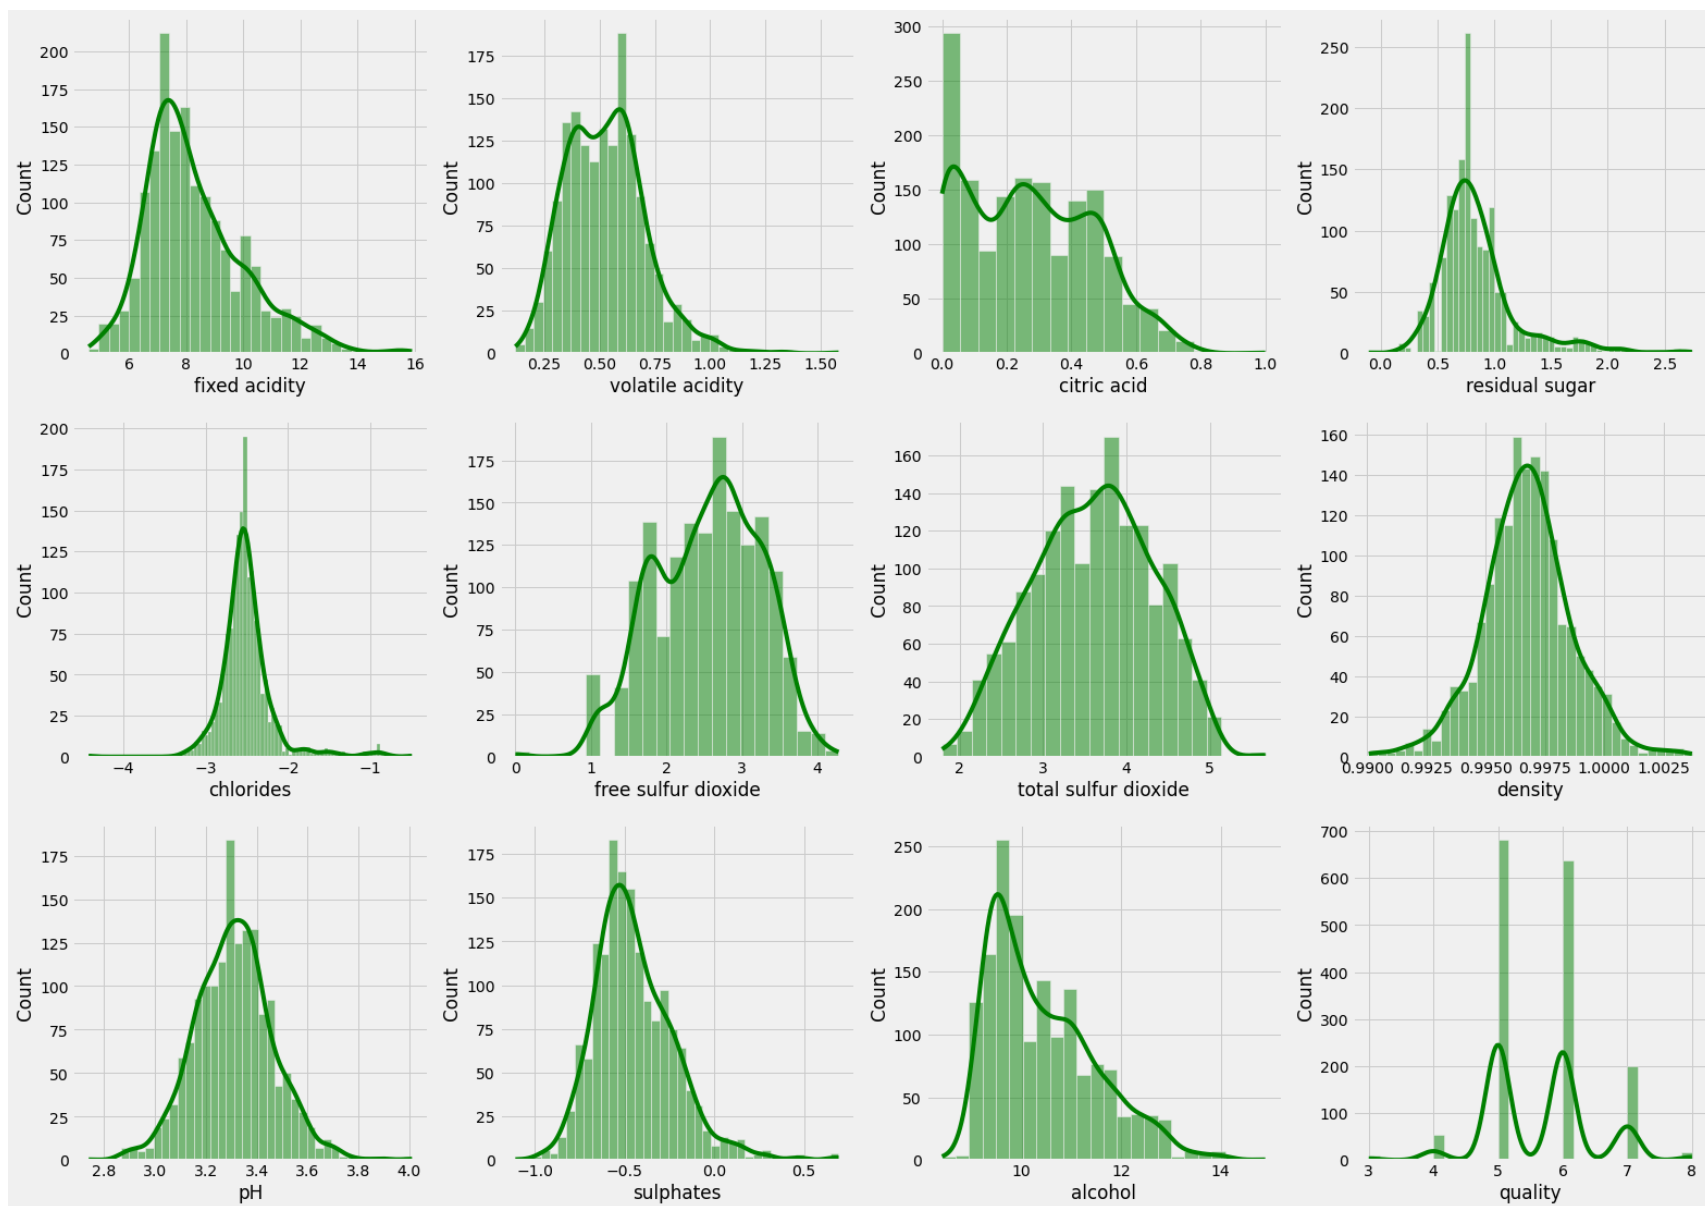 200
175
150
125
100
75
50
25
0
Count
6 8 10 12 14 16
fixed acidity
175
150
125
100
75
50
25
0
Count
0.25 0.50 0.75 1.00 1.25 1.50
volatile acidity
300
250
200
150
100
50
0
Count
0.0 0.2 0.4 0.6 0.8 1.0
citric acid
250
200
150
100
50
0
Count
0.0 0.5 1.0 1.5 2.0 2.5
residual sugar
200
175
150
125
100
75
50
25
0
Count
−4 −3 −2 −1
chlorides
175
150
125
100
75
50
25
0
Count
0 1 2 3 4
free sulfur dioxide
160
140
120
100
80
60
40
20
0
Count
2 3 4 5
total sulfur dioxide
160
140
120
100
80
60
40
20
0
Count
0.9900 0.9925 0.9950 0.9975 1.0000 1.0025
density
175
150
125
100
75
50
25
0
Count
2.8 3.0 3.2 3.4 3.6 3.8 4.0
pH
175
150
125
100
75
50
25
0
Count
−1.0 −0.5 0.0 0.5
sulphates
250
200
150
100
50
0
Count
10 12 14
alcohol
700
600
500
400
300
200
100
0
Count
3 4 5 6 7 8
quality